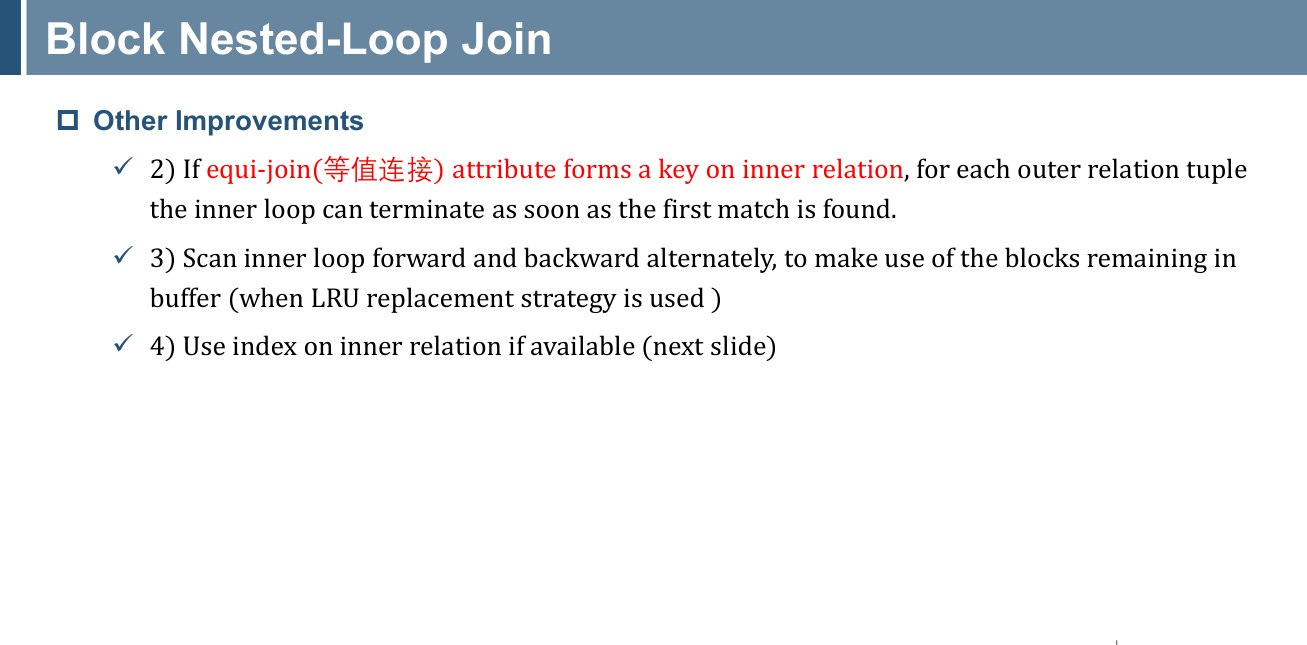 Block Nested-Loop Join
Other Improvements
2) If equi-join(等值连接) attribute forms a key on inner relation, for each outer relation tuple
the inner loop can terminate as soon as the first match is found.
3) Scan inner loop forward and backward alternately, to make use of the blocks remaining in
buffer (when LRU replacement strategy is used )
4) Use index on inner relation if available (next slide)